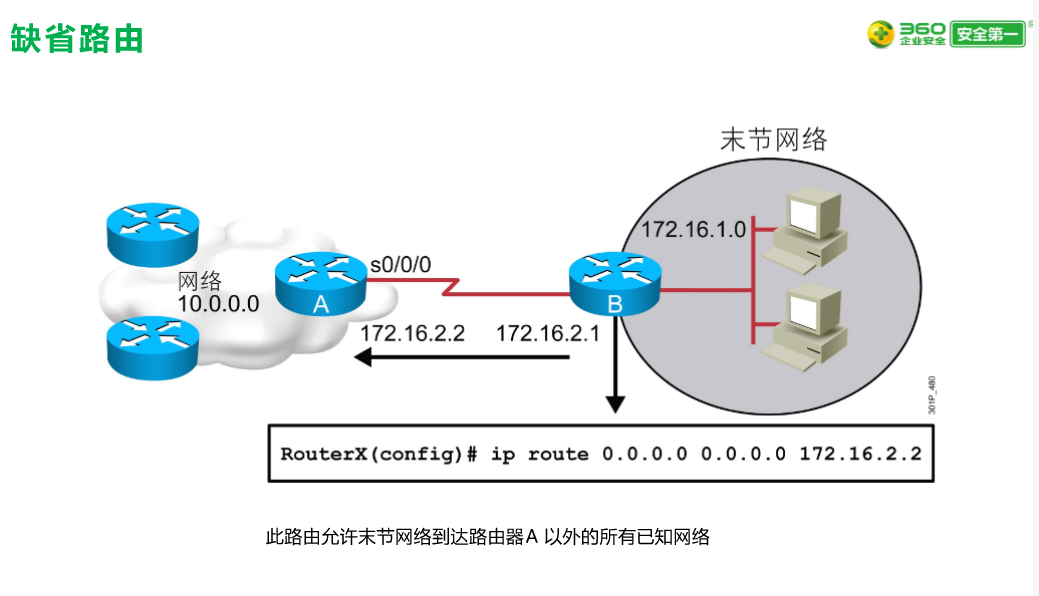 缺省路由
360
企业安全
安全第一
末节网络
172.16.1.0
s0/0/0
网络
10.0.0.0
A
B
172.16.2.2
172.16.2.1
301P_480
RouterX(config)# ip route 0.0.0.0 0.0.0.0 172.16.2.2
此路由允许末节网络到达路由器A 以外的所有已知网络